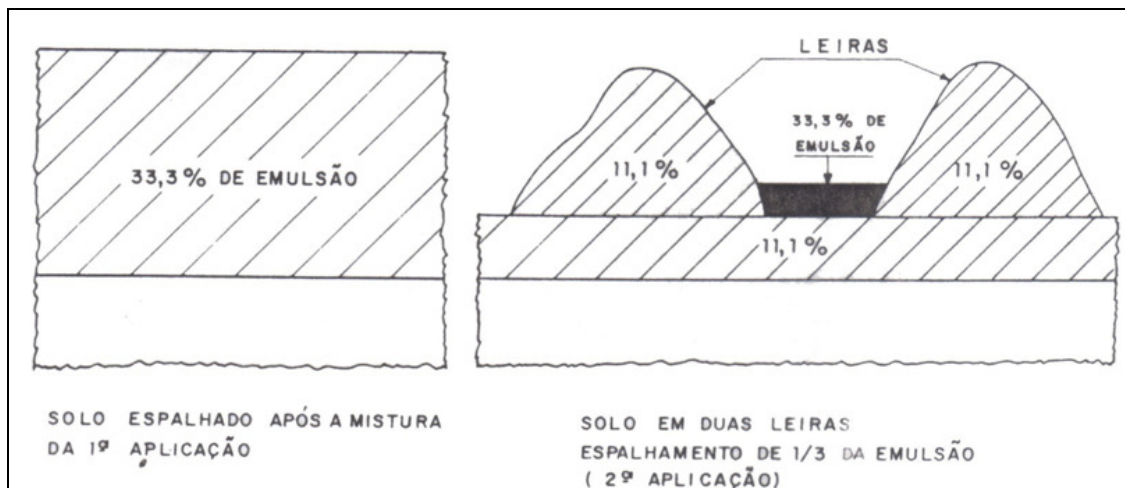 33,3% DE EMULSÃO
SOLO ESPALHADO APÓS A MISTURA
DA 1ª APLICAÇÃO
LEIRAS
33,3% DE
EMULSÃO
11,1%
11,1%
11,1%
SOLO EM DUAS LEIRAS
ESPALHAMENTO DE 1/3 DA EMULSÃO
( 2ª APLICAÇÃO)